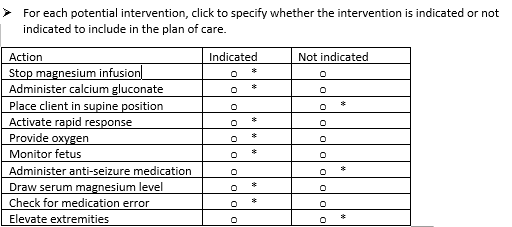 ➤ For each potential intervention, click to specify whether the intervention is indicated or not
indicated to include in the plan of care.
Action Indicated Not indicated
Stop magnesium infusion o * o
Administer calcium gluconate o * o
Place client in supine position o o *
Activate rapid response o * o
Provide oxygen o * o
Monitor fetus o * o
Administer anti-seizure medication o o *
Draw serum magnesium level o * o
Check for medication error o * o
Elevate extremities o o *